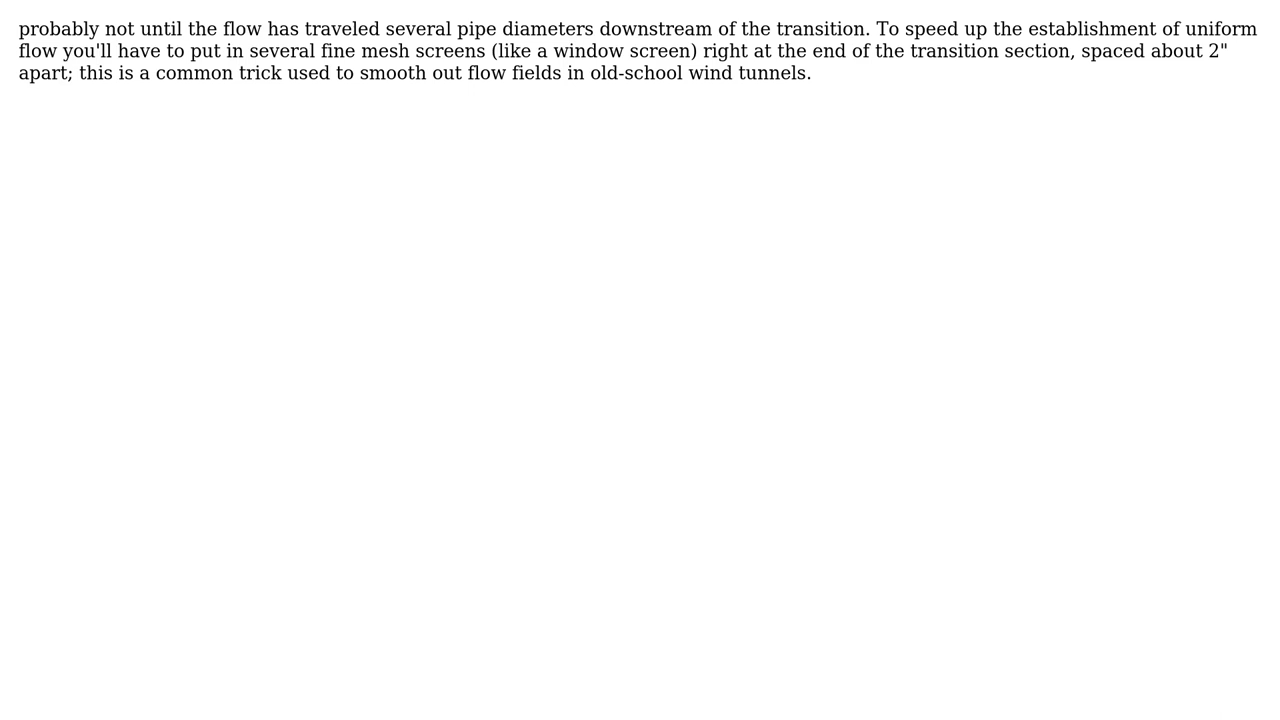 probably not until the flow has traveled several pipe diameters downstream of the transition. To speed up the establishment of uniform
flow you'll have to put in several fine mesh screens (like a window screen) right at the end of the transition section, spaced about 2"
apart; this is a common trick used to smooth out flow fields in old-school wind tunnels.